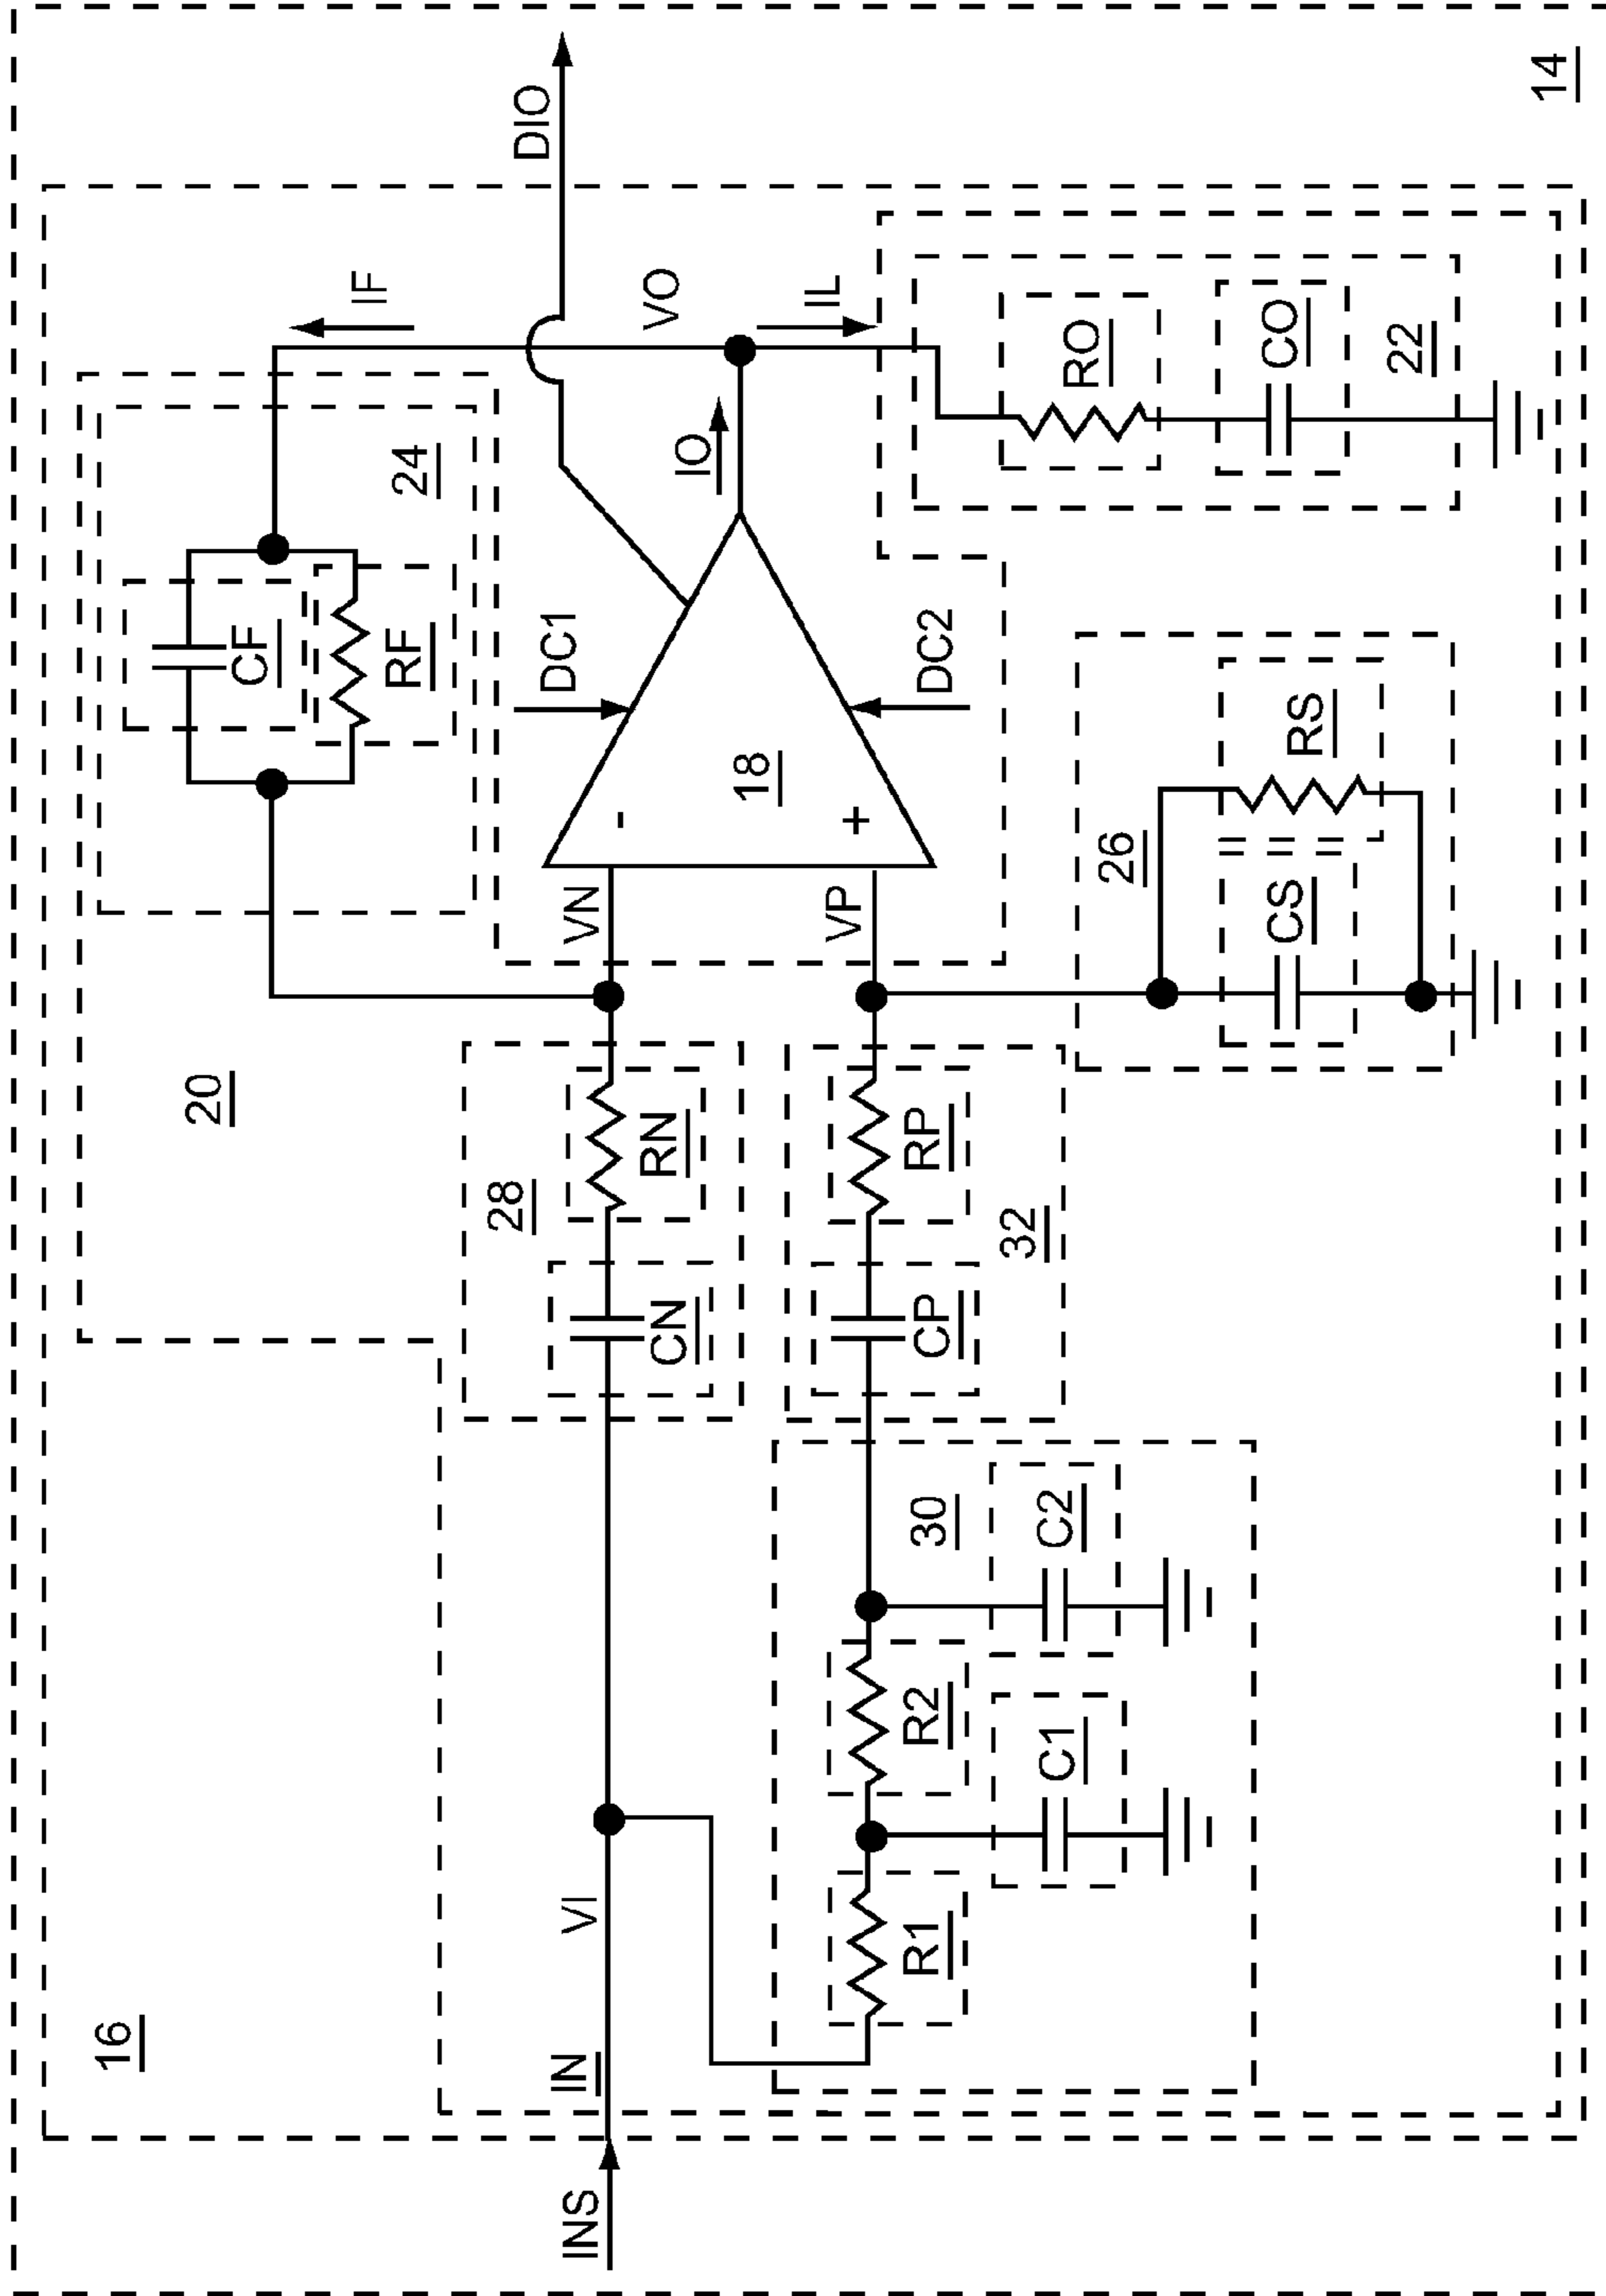 14
16
DIO
IF
24
CF
RF
20
VO
IO
IL
DC1
18
-
+
DC2
VN
VP
RO
CO
22
28
RN
CN
32
RP
CP
26
CS
RS
INS
IN
VI
30
R1
R2
C1
C2